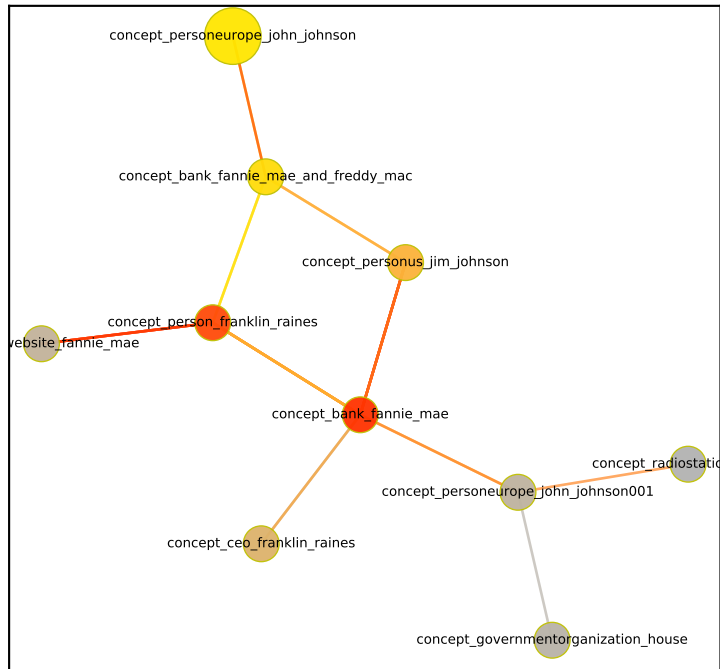 concept_personeurope_john_johnson
concept_bank_fannie_mae_and_freddy_mac
concept_personus_jim_johnson
concept_person_franklin_raines
website_fannie_mae
concept_bank_fannie_mae
concept_radiostatio
concept_personeurope_john_johnson001
concept_ceo_franklin_raines
concept_governmentorganization_house